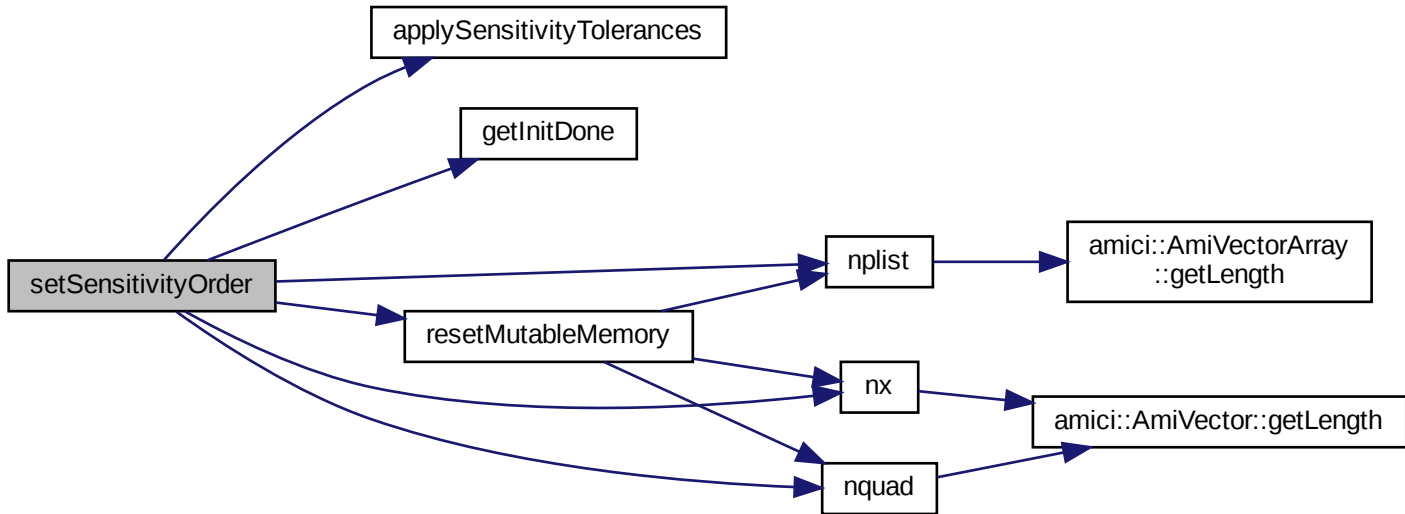 applySensitivityTolerances
getInitDone
setSensitivityOrder
nplist
amici::AmiVectorArray
::getLength
resetMutableMemory
nx
amici::AmiVector::getLength
nquad